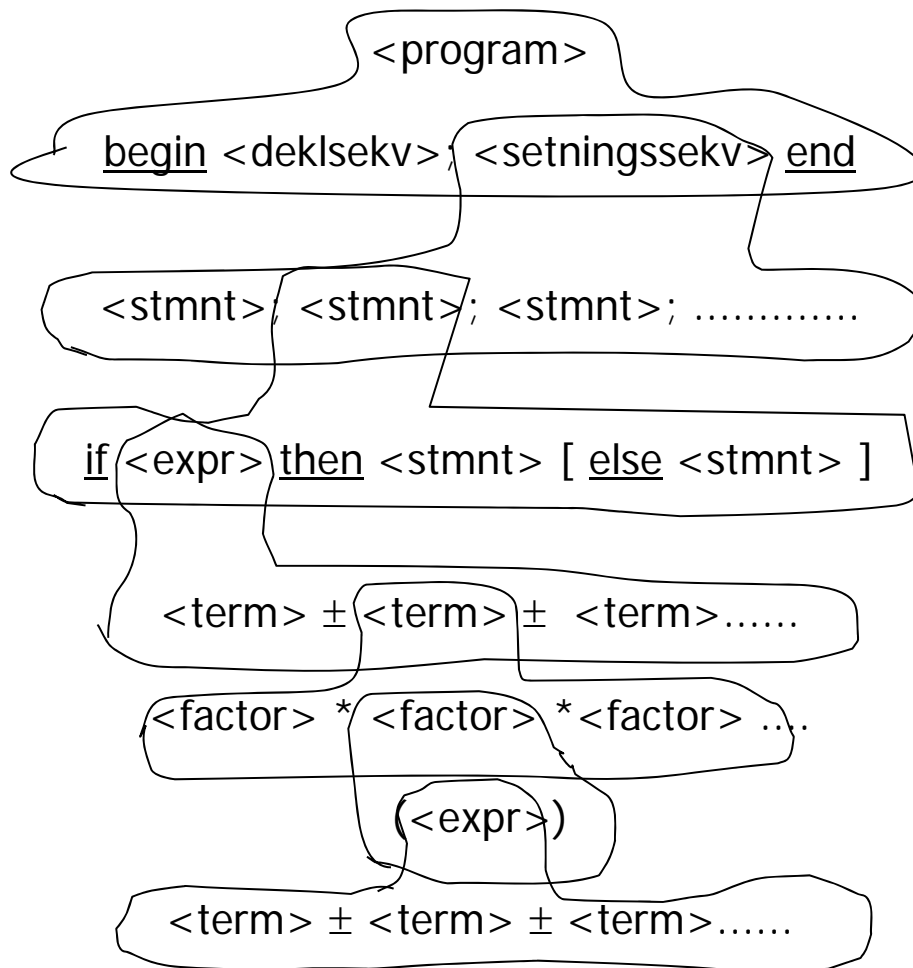 <program>
begin <deklsekv>; <setningssekv> end
<stmnt>; <stmnt>; <stmnt>; .............
if <expr> then <stmnt> [ else <stmnt> ]
<term> ± <term> ± <term>......
<factor> * <factor> *<factor> ....
(<expr>)
<term> ± <term> ± <term>......